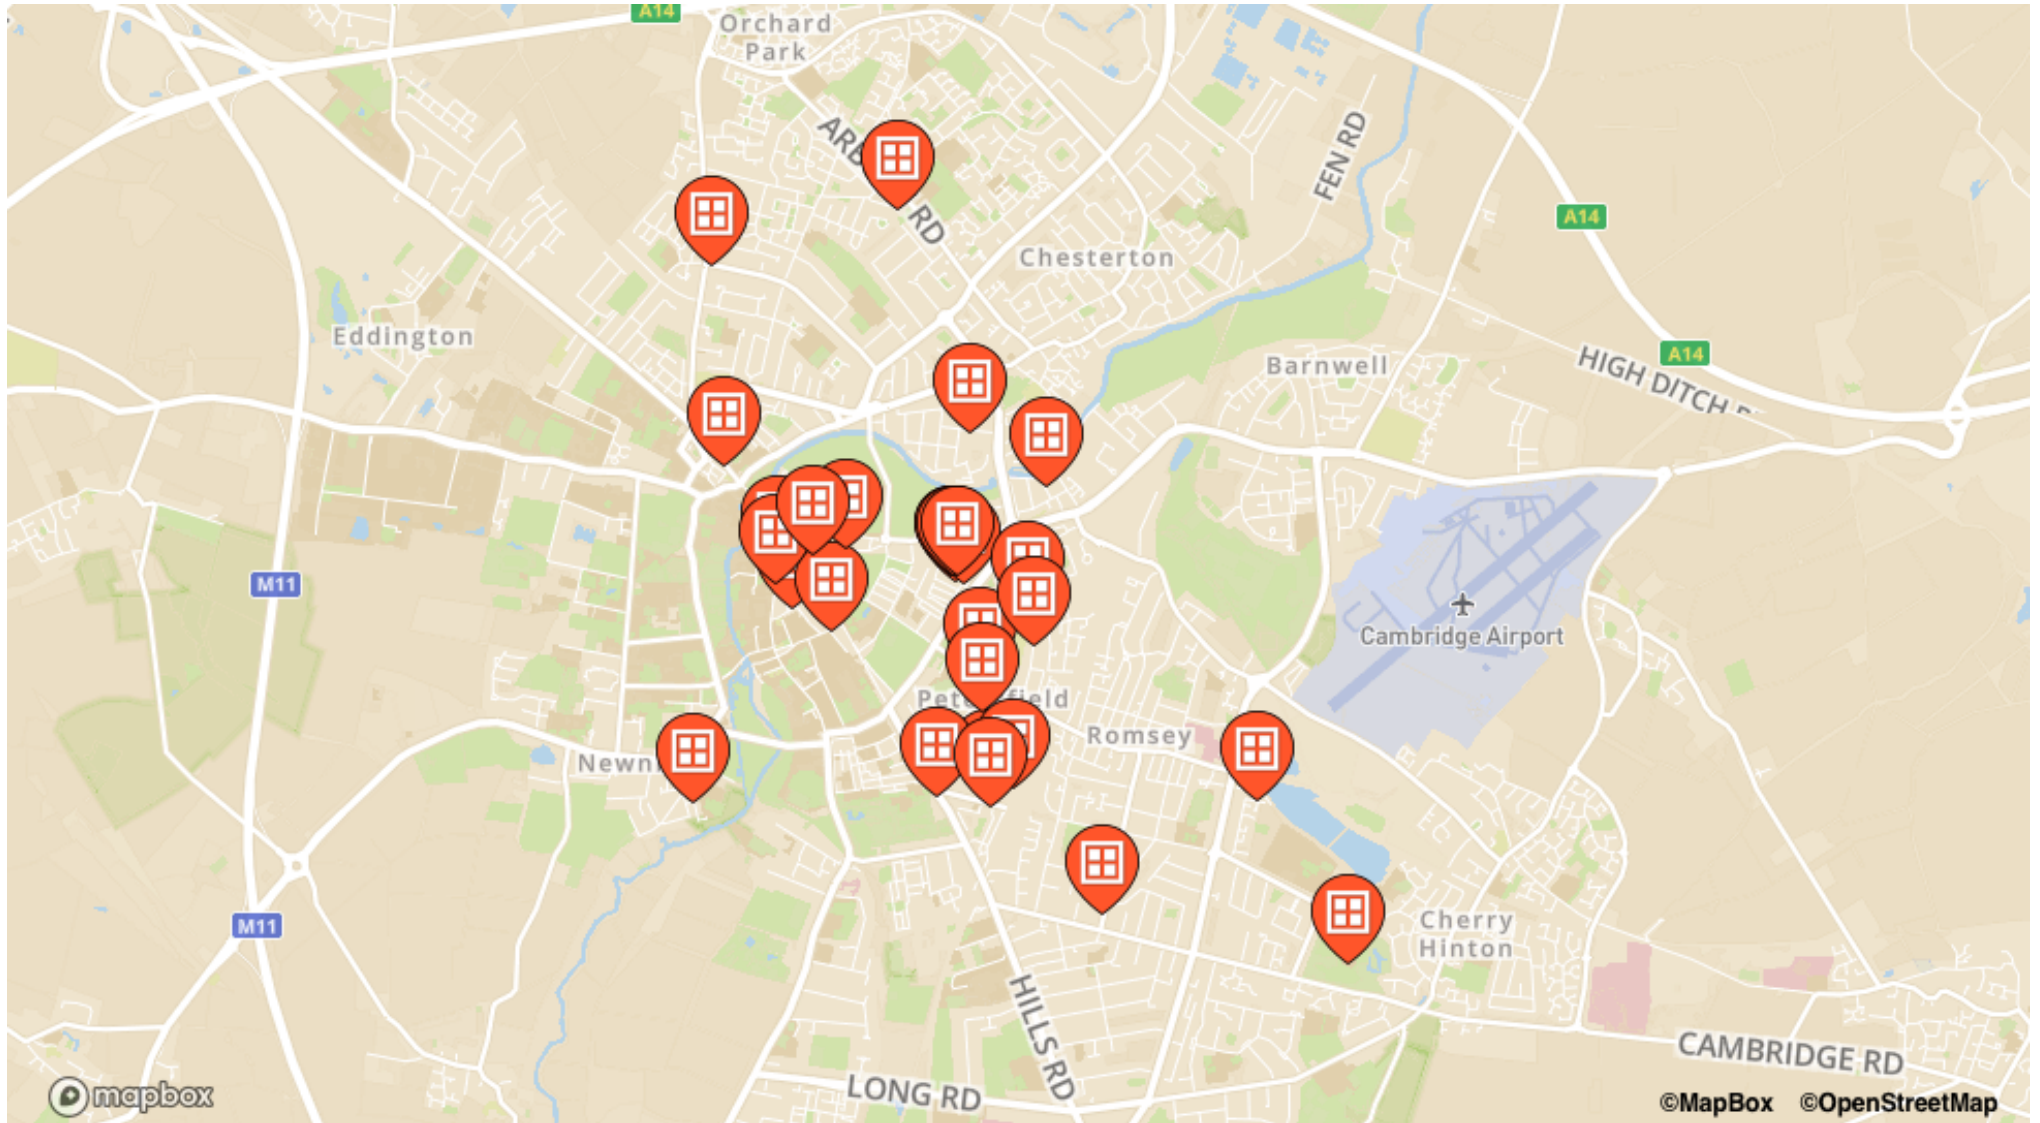 A14
Orchard
Park
RD
FEN RD
A14
Chesterton
Eddington
A14
Barnwell
HIGH DITCH
M11
Cambridge Airport
Romsey
M11
Cherry
Hinton
HILLS RD
CAMBRIDGE RD
LONG RD
mapbox
©MapBox ©OpenStreetMap